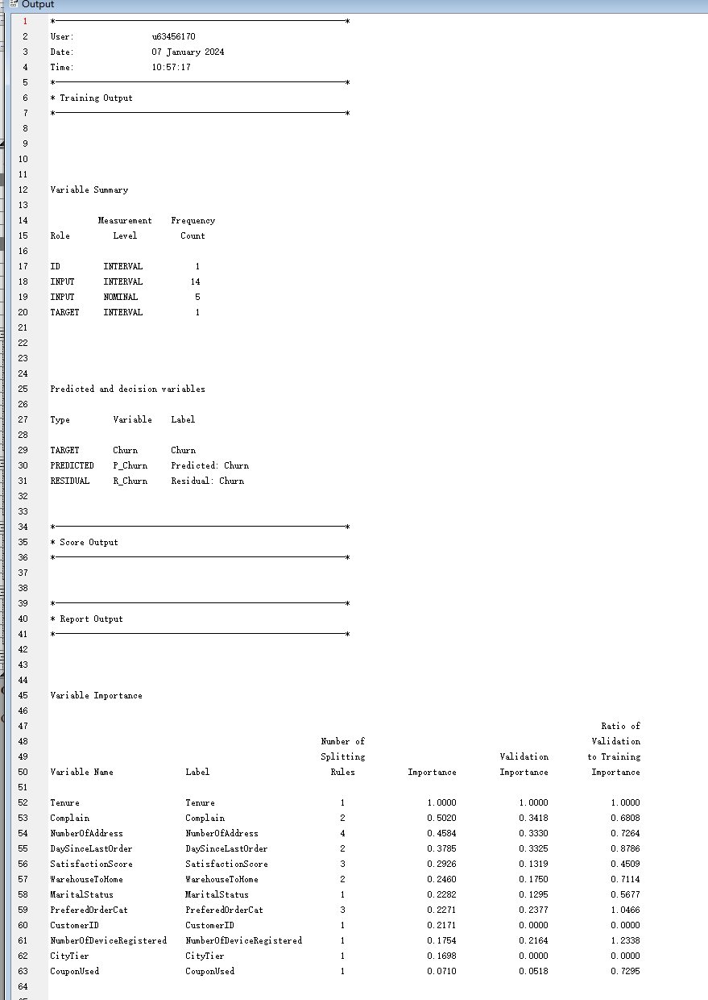 Output
1 *------------------------------------------------------------*
2 User: u63456170
3 Date: 07 January 2024
4 Time: 10:57:17
5 *------------------------------------------------------------*
6 * Training Output
7 *------------------------------------------------------------*
8
9
10
11
12 Variable Summary
13
14 Measurement Frequency
15 Role Level Count
16
17 ID INTERVAL 1
18 INPUT INTERVAL 14
19 INPUT NOMINAL 5
20 TARGET INTERVAL 1
21
22
23
24
25 Predicted and decision variables
26
27 Type Variable Label
28
29 TARGET Churn Churn
30 PREDICTED P_Churn Predicted: Churn
31 RESIDUAL R_Churn Residual: Churn
32
33
34 *------------------------------------------------------------*
35 * Score Output
36 *------------------------------------------------------------*
37
38
39 *------------------------------------------------------------*
40 * Report Output
41 *------------------------------------------------------------*
42
43
44
45 Variable Importance
46
47 Ratio of
48 Number of Validation
49 Splitting Validation to Training
50 Variable Name Label Rules Importance Importance Importance
51
52 Tenure Tenure 1 1.0000 1.0000 1.0000
53 Complain Complain 2 0.5020 0.3418 0.6808
54 NumberOfAddress NumberOfAddress 4 0.4584 0.3330 0.7264
55 DaySinceLastOrder DaySinceLastOrder 2 0.3785 0.3325 0.8786
56 SatisfactionScore SatisfactionScore 3 0.2926 0.1319 0.4509
57 WarehouseToHome WarehouseToHome 2 0.2460 0.1750 0.7114
58 MaritalStatus MaritalStatus 1 0.2282 0.1295 0.5677
59 PreferedOrderCat PreferedOrderCat 3 0.2271 0.2377 1.0466
60 CustomerID CustomerID 1 0.2171 0.0000 0.0000
61 NumberOfDeviceRegistered NumberOfDeviceRegistered 1 0.1754 0.2164 1.2338
62 CityTier CityTier 1 0.1698 0.0000 0.0000
63 CouponUsed CouponUsed 1 0.0710 0.0518 0.7295
64